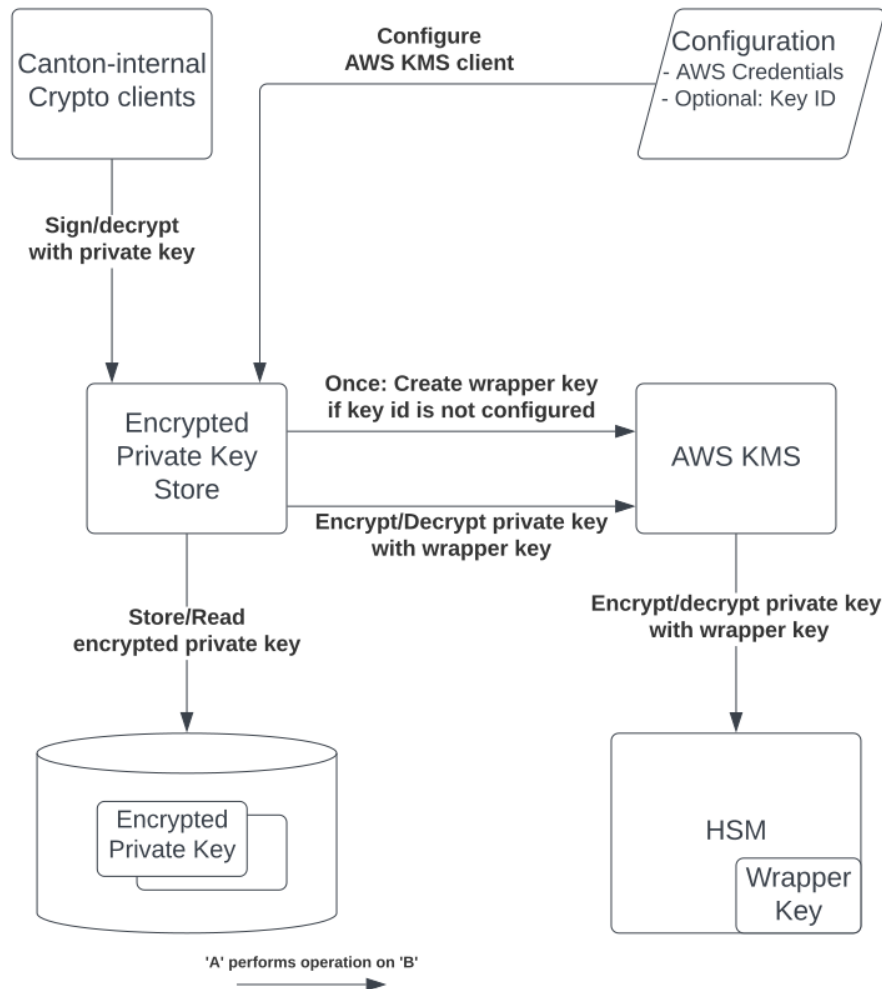 Canton-internal
Crypto clients
Configure
AWS KMS client
Configuration
- AWS Credentials
- Optional: Key ID
Sign/decrypt
with private key
Encrypted
Private Key
Store
Once: Create wrapper key
if key id is not configured
AWS KMS
Encrypt/Decrypt private key
with wrapper key
Store/Read
encrypted private key
Encrypt/decrypt private key
with wrapper key
Encrypted
Private Key
HSM
Wrapper
Key
'A' performs operation on 'B'